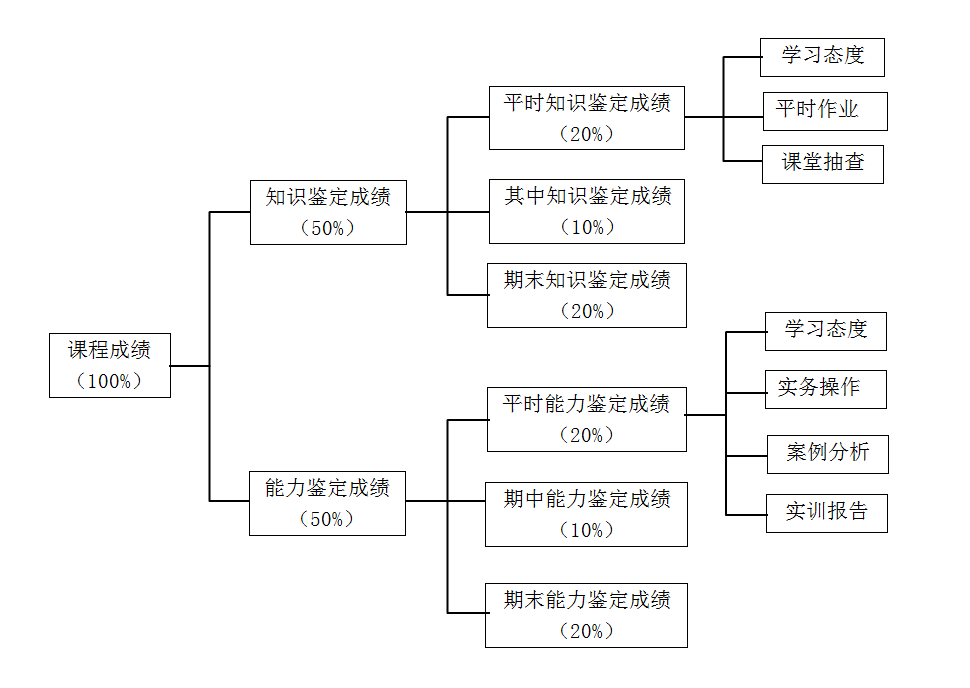 课程成绩
（100%）
知识鉴定成绩
（50%）
平时知识鉴定成绩
（20%）
学习态度
平时作业
课堂抽查
其中知识鉴定成绩
（10%）
期末知识鉴定成绩
（20%）
能力鉴定成绩
（50%）
平时能力鉴定成绩
（20%）
学习态度
实务操作
案例分析
实训报告
期中能力鉴定成绩
（10%）
期末能力鉴定成绩
（20%）